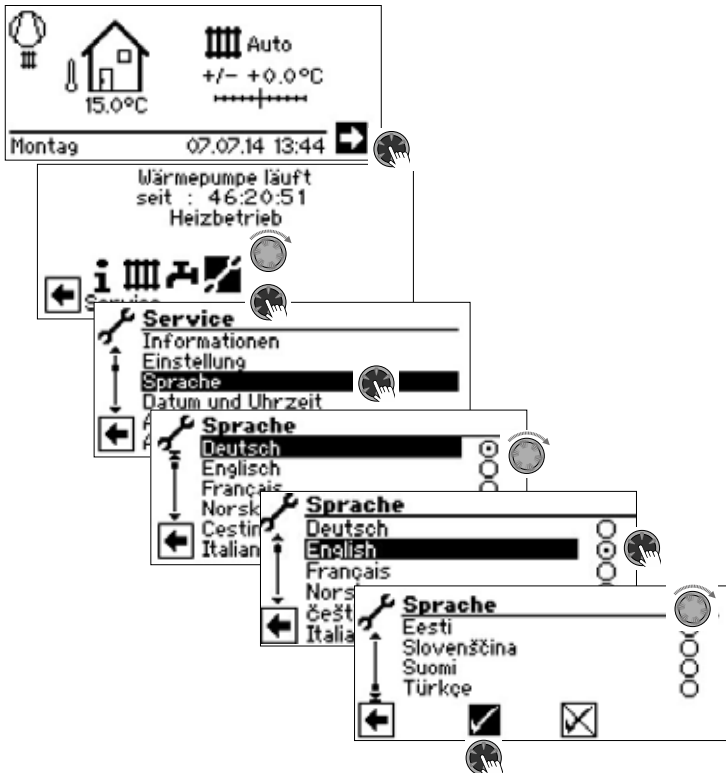 Auto
+/- +0.0°C
15.0°C
Montag 07.07.14 13:44
Wärmepumpe läuft
seit : 46:20:51
Heizbetrieb
Service
Informationen
Einstellung
Sprache
Datum und Uhrzeit
Sprache
Deutsch
Englisch
Français
Norsk
Sprache
Deutsch
English
Français
Sprache
Eesti
Slovenščina
Suomi
Türkçe